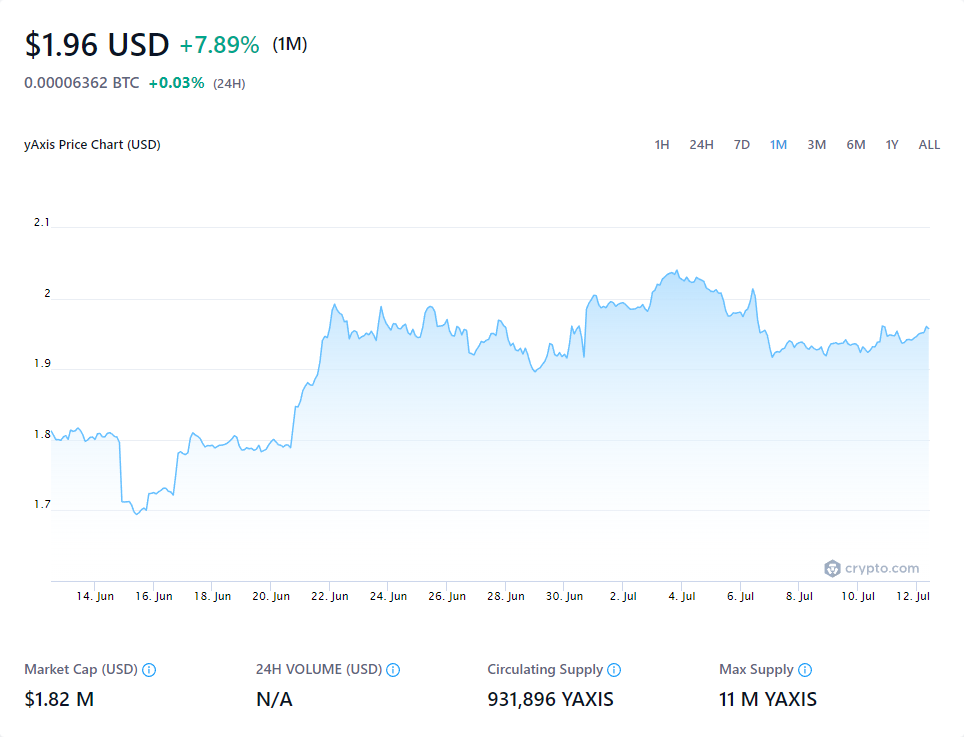 $1.96 USD +7.89% (1M)
0.00006362 BTC +0.03% (24H)
yAxis Price Chart (USD) 1H 24H 7D 1M 3M 6M 1Y ALL
2.1
2
1.9
1.8
1.7
crypto.com
14. Jun 16. Jun 18. Jun 20. Jun 22. Jun 24. Jun 26. Jun 28. Jun 30. Jun 2. Jul 4. Jul 6. Jul 8. Jul 10. Jul 12. Jul
Market Cap (USD) 24H VOLUME (USD) Circulating Supply Max Supply
$1.82 M N/A 931,896 YAXIS 11 M YAXIS